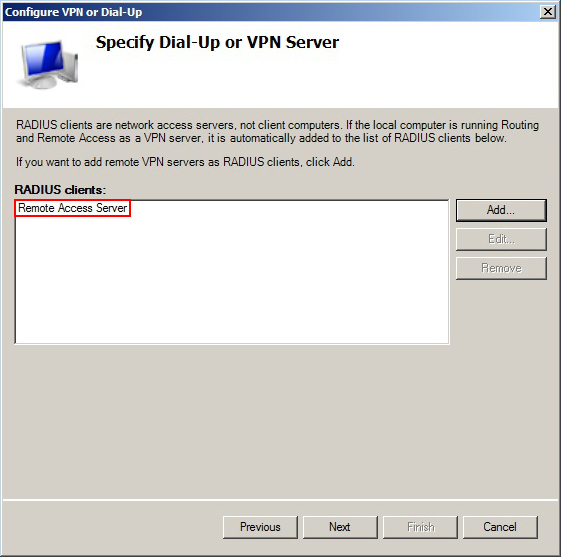 Configure VPN or Dial-Up
Specify Dial-Up or VPN Server
RADIUS clients are network access servers, not client computers. If the local computer is running Routing
and Remote Access as a VPN server, it is automatically added to the list of RADIUS clients below.
If you want to add remote VPN servers as RADIUS clients, click Add.
RADIUS clients:
Remote Access Server
Add...
Edit...
Remove
Previous
Next
Finish
Cancel